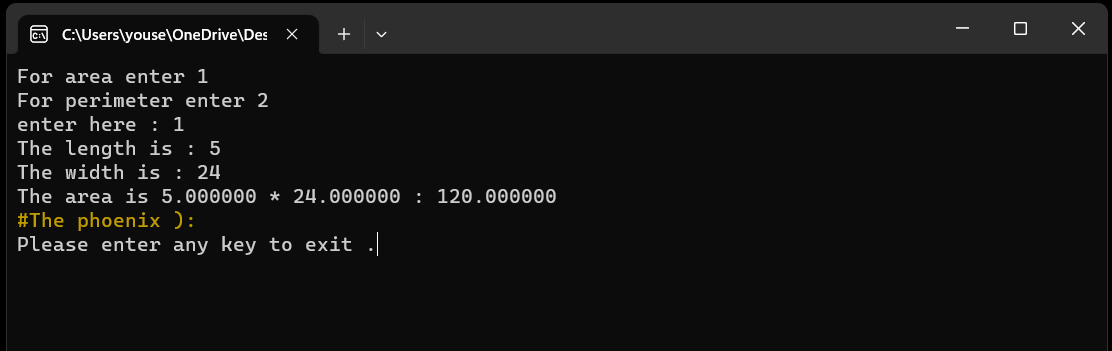 C:\Users\youse\OneDrive\Des
For area enter 1
For perimeter enter 2
enter here : 1
The length is : 5
The width is : 24
The area is 5.000000 * 24.000000 : 120.000000
#The phoenix ):
Please enter any key to exit .